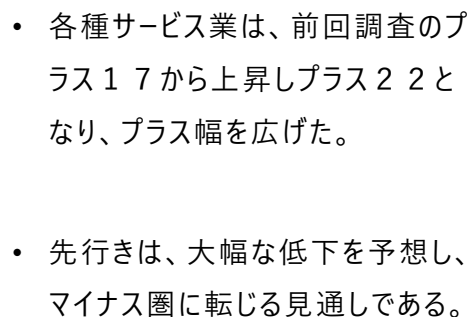 • 各種サービス業は、前回調査のプ
ラス１７から上昇しプラス２２と
なり、プラス幅を広げた。
• 先行きは、大幅な低下を予想し、
マイナス圏に転じる見通しである。